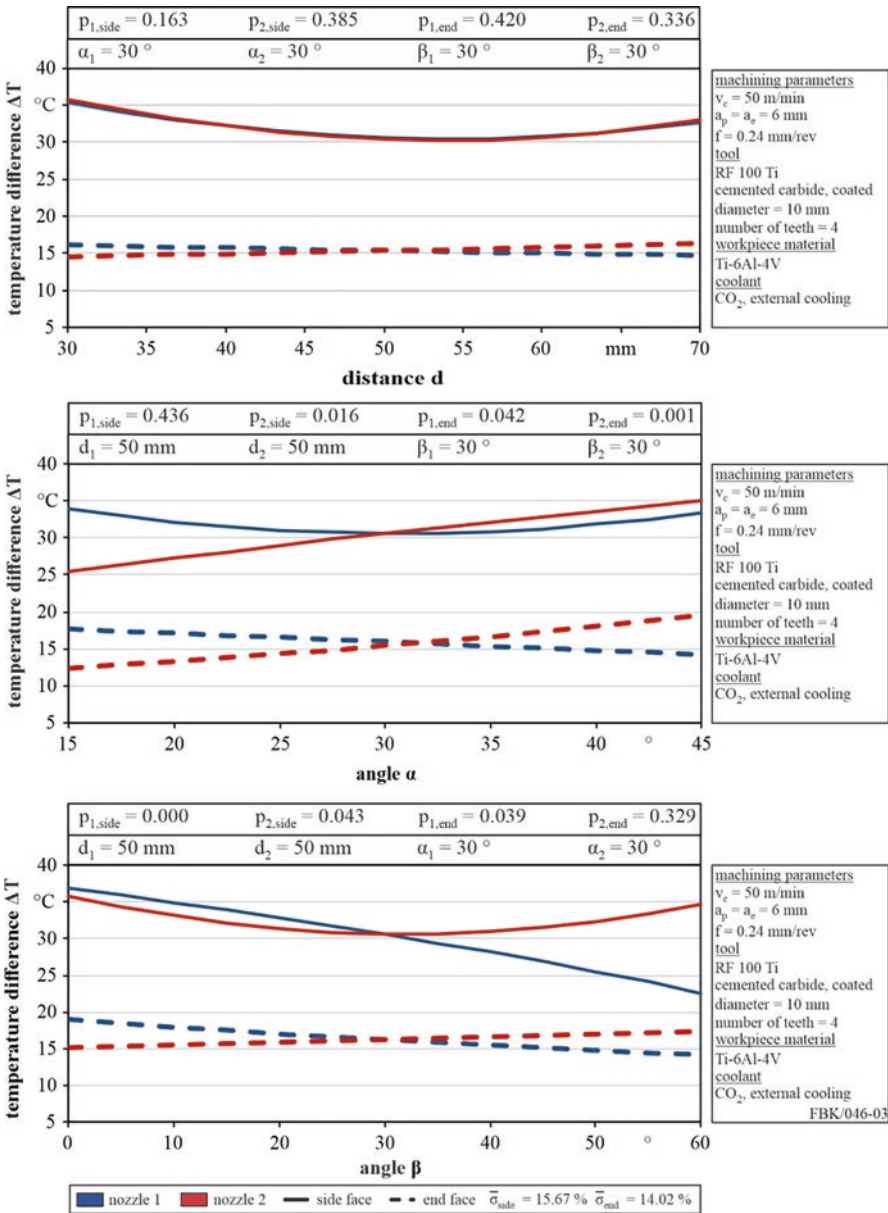 p1,side = 0.163 p2,side = 0.385 p1,end = 0.420 p2,end = 0.336
α1 = 30 ° α2 = 30 ° β1 = 30 ° β2 = 30 °
temperature difference ΔT
40
°C
30
25
20
15
10
5
30 35 40 45 50 55 60 mm 70
distance d
machining parameters
vc = 50 m/min
ap = ae = 6 mm
f = 0.24 mm/rev
tool
RF 100 Ti
cemented carbide, coated
diameter = 10 mm
number of teeth = 4
workpiece material
Ti-6Al-4V
coolant
CO2, external cooling
p1,side = 0.436 p2,side = 0.016 p1,end = 0.042 p2,end = 0.001
d1 = 50 mm d2 = 50 mm β1 = 30 ° β2 = 30 °
temperature difference ΔT
40
°C
30
25
20
15
10
5
15 20 25 30 35 40 ° 45
angle α
machining parameters
vc = 50 m/min
ap = ae = 6 mm
f = 0.24 mm/rev
tool
RF 100 Ti
cemented carbide, coated
diameter = 10 mm
number of teeth = 4
workpiece material
Ti-6Al-4V
coolant
CO2, external cooling
p1,side = 0.000 p2,side = 0.043 p1,end = 0.039 p2,end = 0.329
d1 = 50 mm d2 = 50 mm α1 = 30 ° α2 = 30 °
temperature difference ΔT
40
°C
30
25
20
15
10
5
0 10 20 30 40 50 ° 60
angle β
machining parameters
vc = 50 m/min
ap = ae = 6 mm
f = 0.24 mm/rev
tool
RF 100 Ti
cemented carbide, coated
diameter = 10 mm
number of teeth = 4
workpiece material
Ti-6Al-4V
coolant
CO2, external cooling
FBK/046-03
nozzle 1 nozzle 2 side face end face σ̅side = 15.67 % σ̅end = 14.02 %